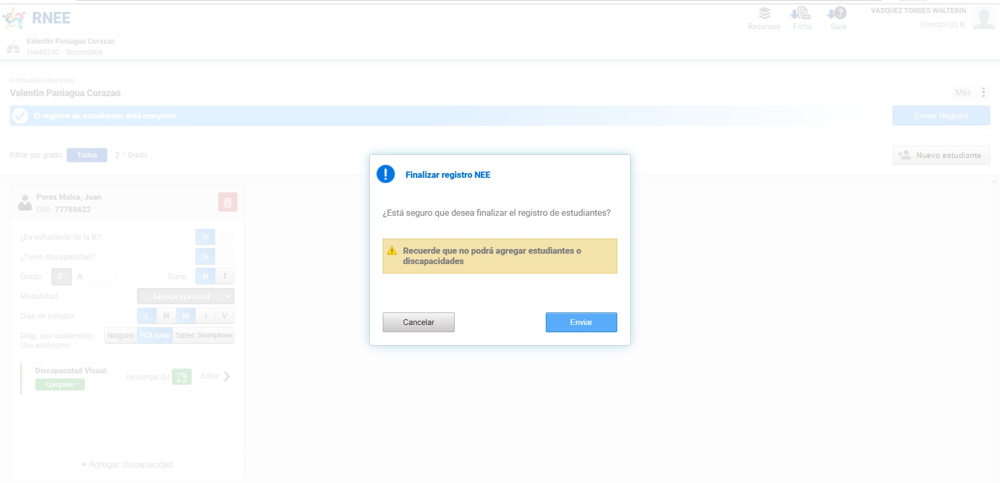 RNEE
Recursos
Ficha
Guía
VASQUEZ TORRES WALTERIN
Director(a) IE
Valentin Paniagua Corazao
16645230 Secundaria
Institución Educativa:
Valentin Paniagua Corazao
Más
El registro de estudiantes está completo.
Enviar Registro
Filtrar por grado: Todos 2 .° Grado
Nuevo estudiante
Perez Malca, Juan
DNI: 77788622
¿Es estudiante de la IE? Si No
¿Tiene discapacidad? Si No
Grado 2° A Turno M T
Modalidad Semipresencial
Días de estudio L M Mi J V
Disp. uso académico: Ninguno PC\Laptop Tablet Smartphone
Uso autónomo
Discapacidad Visual
Completo
Descargar DJ
Editar
+ Agregar discapacidad
Finalizar registro NEE
¿Está seguro que desea finalizar el registro de estudiantes?
Recuerde que no podrá agregar estudiantes o
discapacidades
Cancelar
Enviar